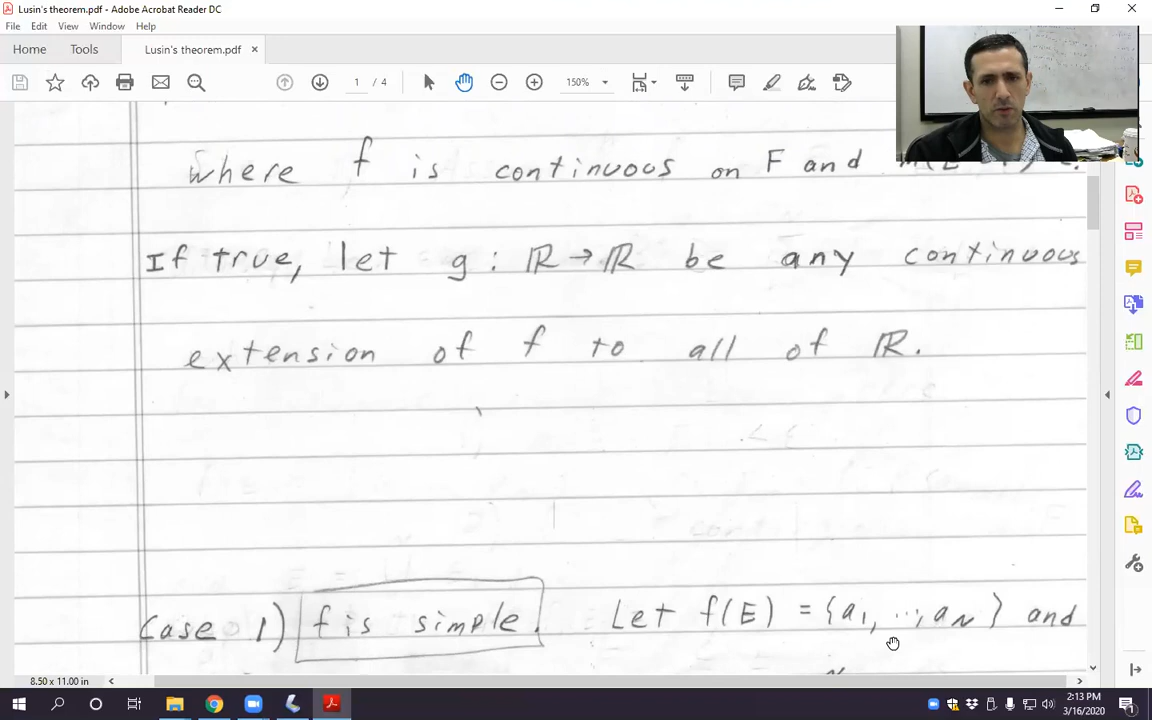 Lusin's theorem.pdf - Adobe Acrobat Reader DC
File Edit View Window Help
Home Tools Lusin's theorem.pdf ×
1 / 4 150%
where f is continuous on F and
If true, let g : ℝ → ℝ be any continuous
extension of f to all of ℝ.
Case 1) f is simple. Let f(E) = {a₁, ..., a_N} and
8.50 x 11.00 in
2:13 PM
3/16/2020